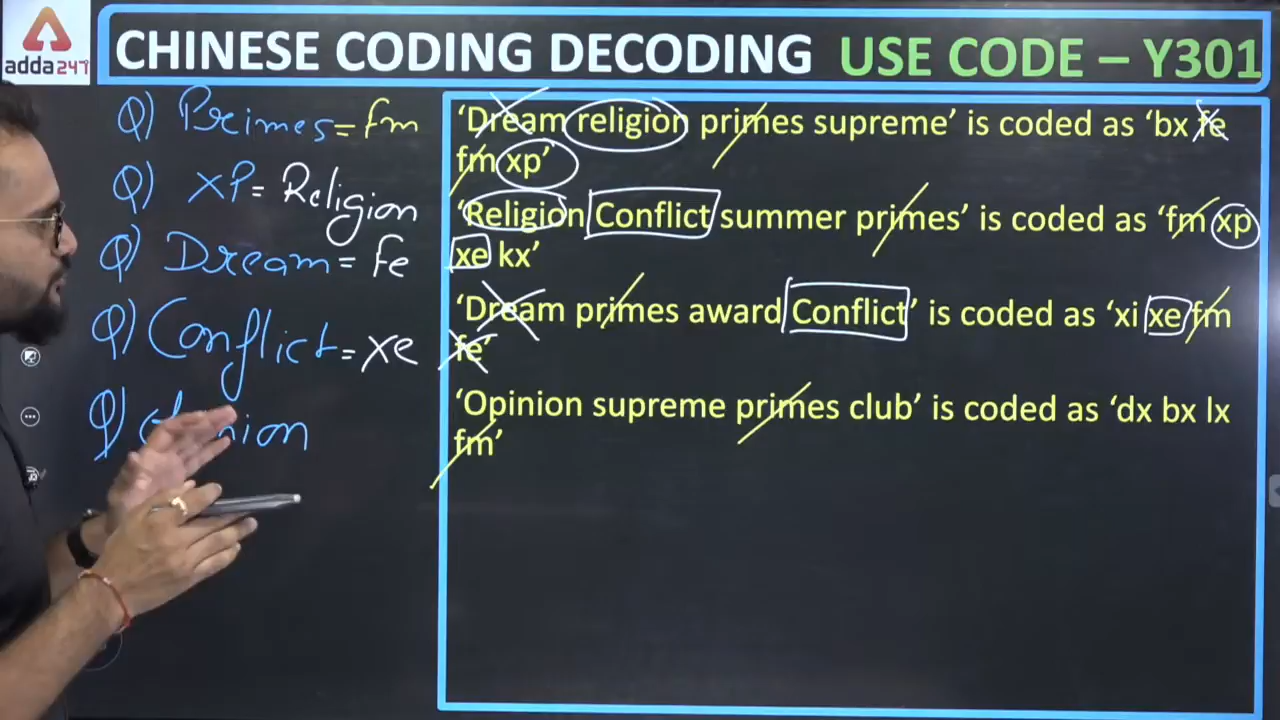 adda247
CHINESE CODING DECODING USE CODE – Y301
Q) Primes = fm
Q) XP = Religion
Q) Dream = fe
Q) Conflict = xe
Q)
‘Dream religion primes supreme’ is coded as ‘bx fe
fm xp’
‘Religion Conflict summer primes’ is coded as ‘fm xp
xe kx’
‘Dream primes award Conflict’ is coded as ‘xi xe fm
fe’
‘Opinion supreme primes club’ is coded as ‘dx bx lx
fm’